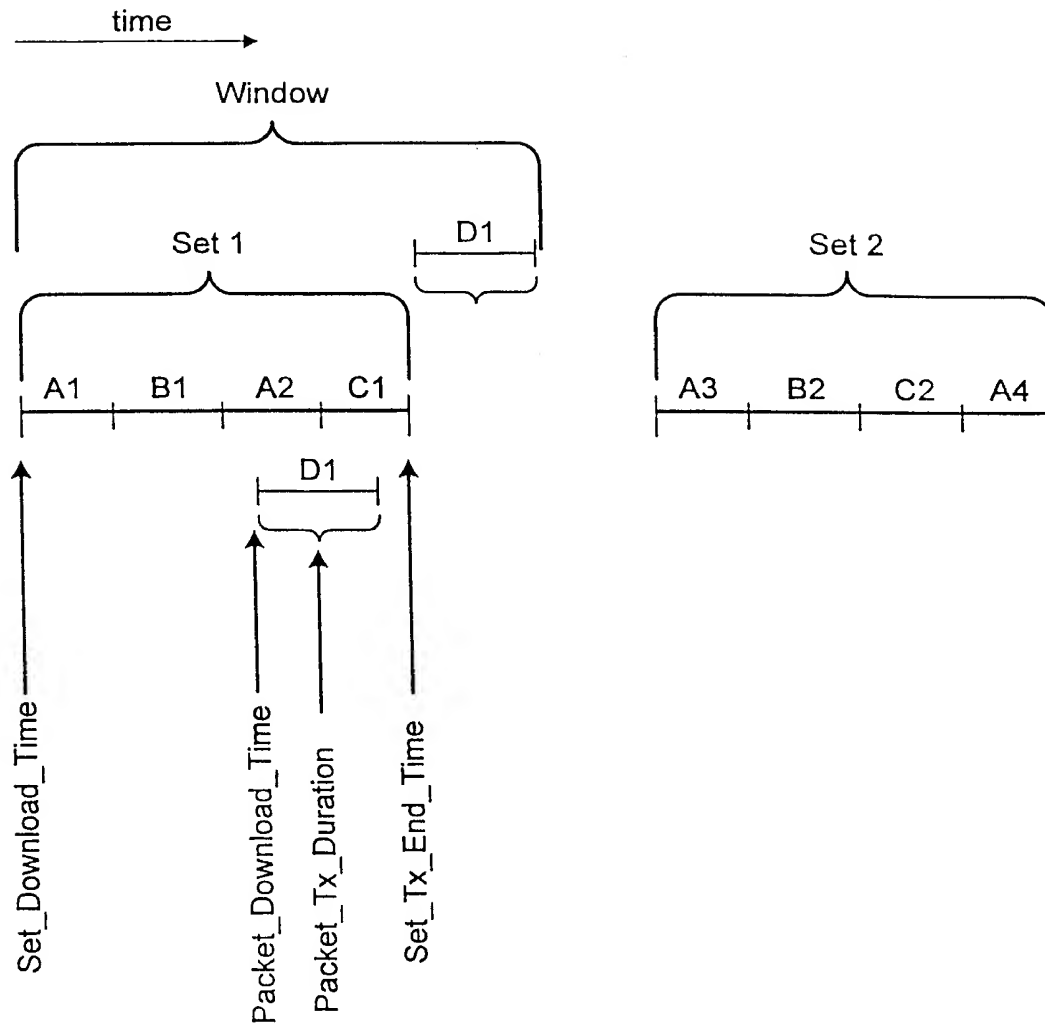 time
Window
D1
Set 1
Set 2
A1 B1 A2 C1
A3 B2 C2 A4
D1
Set_Download_Time
Packet_Download_Time
Packet_Tx_Duration
Set_Tx_End_Time